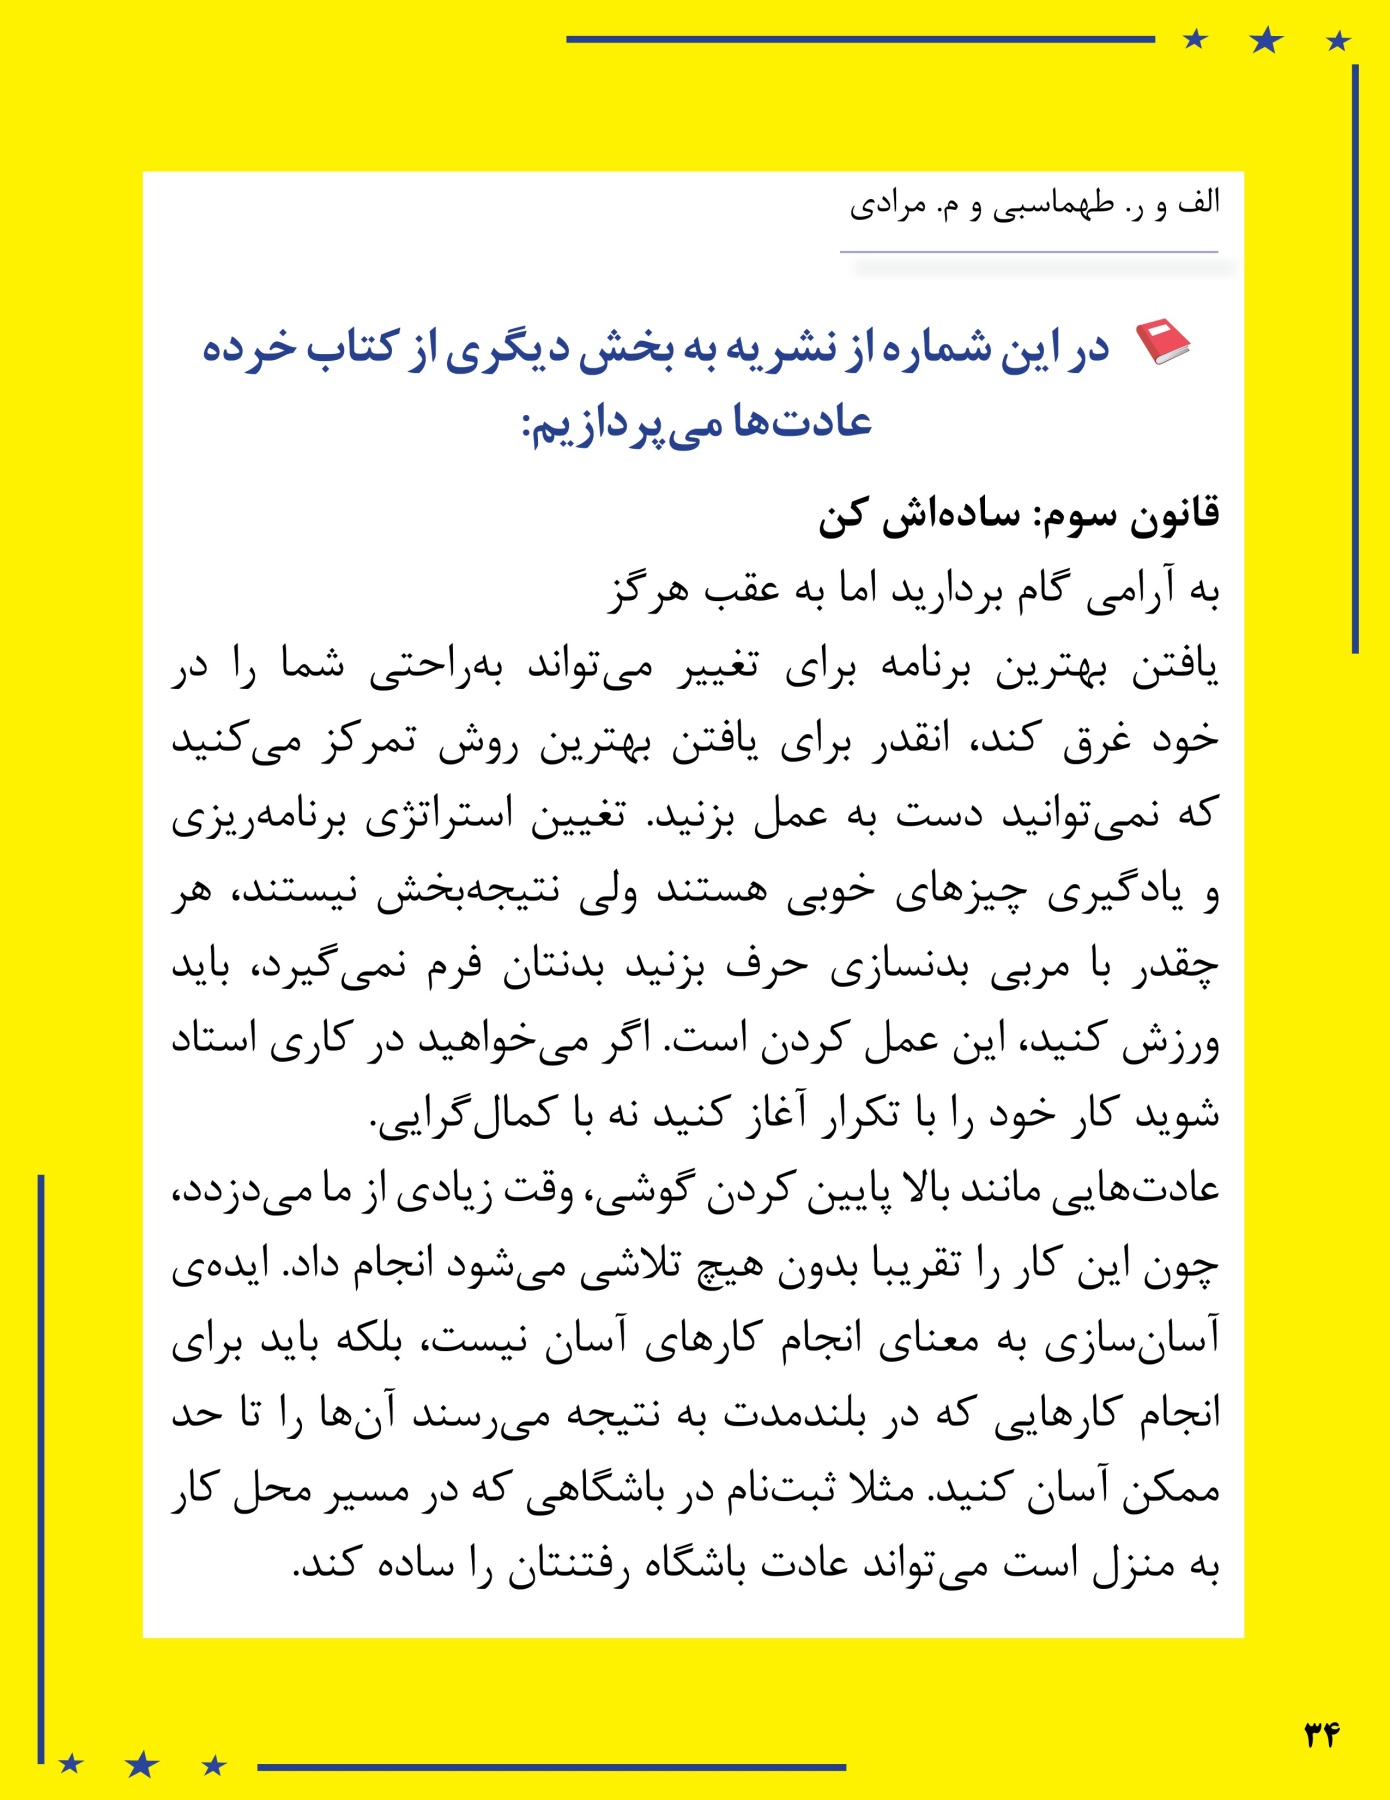 الف و ر. طهماسبی و م. مرادی
در این شماره از نشریه به بخش دیگری از کتاب خرده
عادت‌ها می‌پردازیم:
قانون سوم: ساده‌اش کن
به آرامی گام بردارید اما به عقب هرگز
یافتن بهترین برنامه برای تغییر می‌تواند به‌راحتی شما را در
خود غرق کند، انقدر برای یافتن بهترین روش تمرکز می‌کنید
که نمی‌توانید دست به عمل بزنید. تغیین استراتژی برنامه‌ریزی
و یادگیری چیزهای خوبی هستند ولی نتیجه‌بخش نیستند، هر
چقدر با مربی بدنسازی حرف بزنید بدنتان فرم نمی‌گیرد، باید
ورزش کنید، این عمل کردن است. اگر می‌خواهید در کاری استاد
شوید کار خود را با تکرار آغاز کنید نه با کمال‌گرایی.
عادت‌هایی مانند بالا پایین کردن گوشی، وقت زیادی از ما می‌دزدد،
چون این کار را تقریبا بدون هیچ تلاشی می‌شود انجام داد. ایده‌ی
آسان‌سازی به معنای انجام کارهای آسان نیست، بلکه باید برای
انجام کارهایی که در بلندمدت به نتیجه می‌رسند آن‌ها را تا حد
ممکن آسان کنید. مثلا ثبت‌نام در باشگاهی که در مسیر محل کار
به منزل است می‌تواند عادت باشگاه رفتنتان را ساده کند.
۳۴